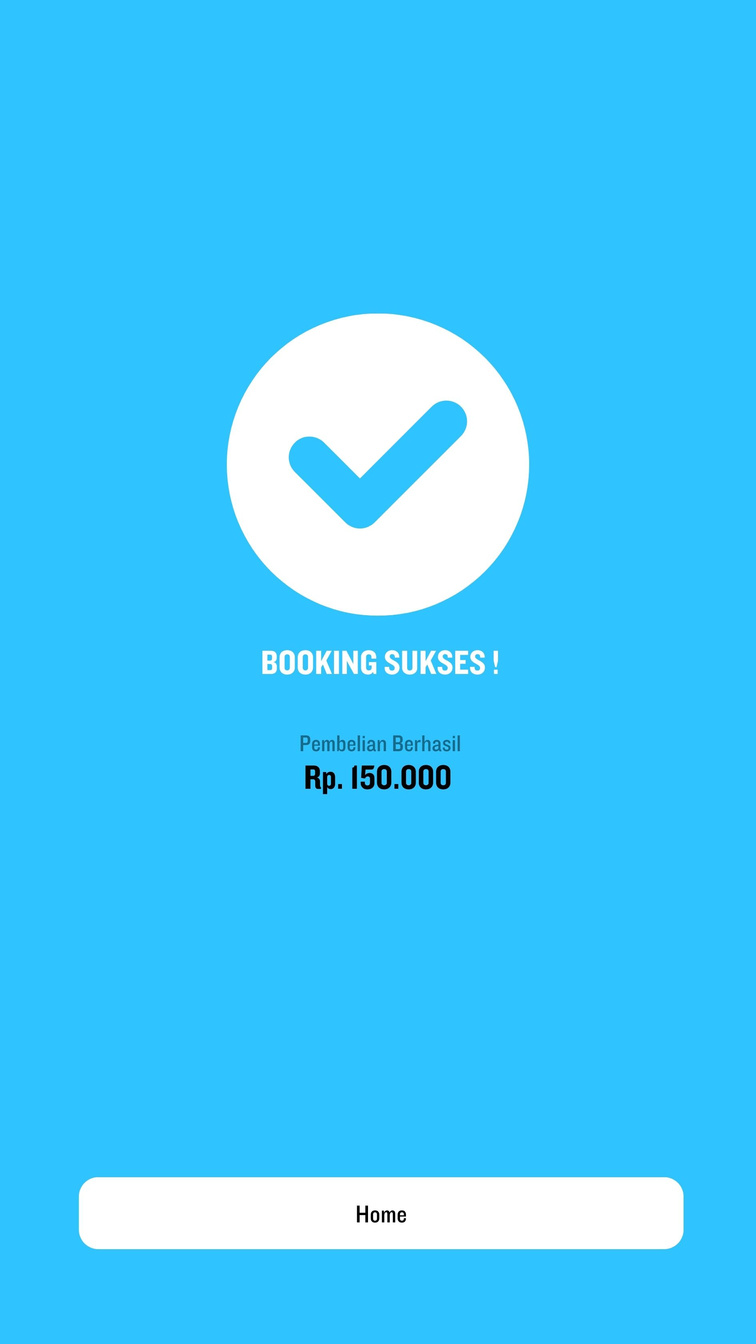 BOOKING SUKSES !
Pembelian Berhasil
Rp. 150.000
Home